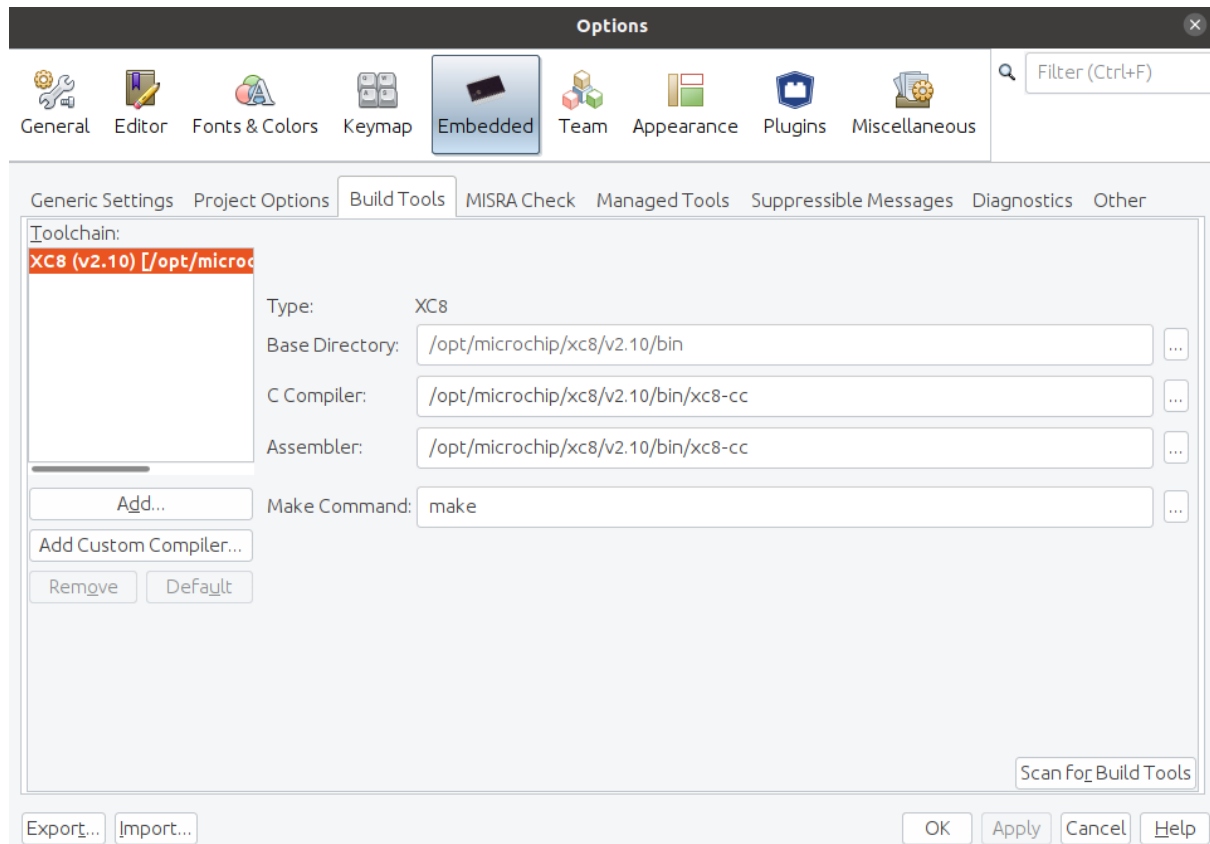 Options
Filter (Ctrl+F)
General Editor Fonts & Colors Keymap Embedded Team Appearance Plugins Miscellaneous
Generic Settings Project Options Build Tools MISRA Check Managed Tools Suppressible Messages Diagnostics Other
Toolchain:
XC8 (v2.10) [/opt/microc
Type: XC8
Base Directory: /opt/microchip/xc8/v2.10/bin ...
C Compiler: /opt/microchip/xc8/v2.10/bin/xc8-cc ...
Assembler: /opt/microchip/xc8/v2.10/bin/xc8-cc ...
Add... Make Command: make ...
Add Custom Compiler...
Remove Default
Scan for Build Tools
Export... Import... OK Apply Cancel Help